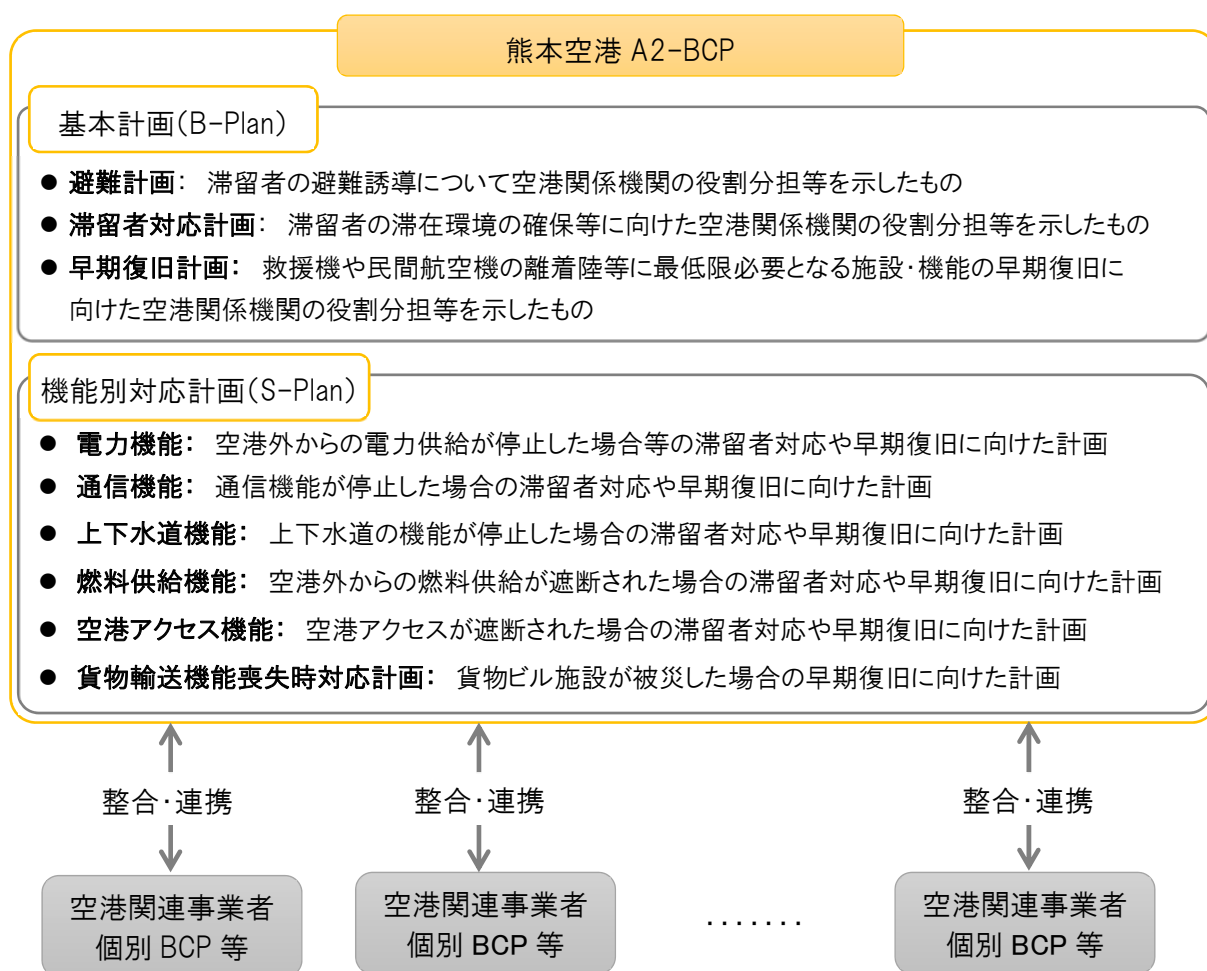 熊本空港 A2-BCP
基本計画(B-Plan)
● 避難計画： 滞留者の避難誘導について空港関係機関の役割分担等を示したもの
● 滞留者対応計画： 滞留者の滞在環境の確保等に向けた空港関係機関の役割分担等を示したもの
● 早期復旧計画： 救援機や民間航空機の離着陸等に最低限必要となる施設・機能の早期復旧に
向けた空港関係機関の役割分担等を示したもの
機能別対応計画(S-Plan)
● 電力機能： 空港外からの電力供給が停止した場合等の滞留者対応や早期復旧に向けた計画
● 通信機能： 通信機能が停止した場合の滞留者対応や早期復旧に向けた計画
● 上下水道機能： 上下水道の機能が停止した場合の滞留者対応や早期復旧に向けた計画
● 燃料供給機能： 空港外からの燃料供給が遮断された場合の滞留者対応や早期復旧に向けた計画
● 空港アクセス機能： 空港アクセスが遮断された場合の滞留者対応や早期復旧に向けた計画
● 貨物輸送機能喪失時対応計画： 貨物ビル施設が被災した場合の早期復旧に向けた計画
整合・連携
整合・連携
整合・連携
空港関連事業者
個別 BCP 等
空港関連事業者
個別 BCP 等
·······
空港関連事業者
個別 BCP 等